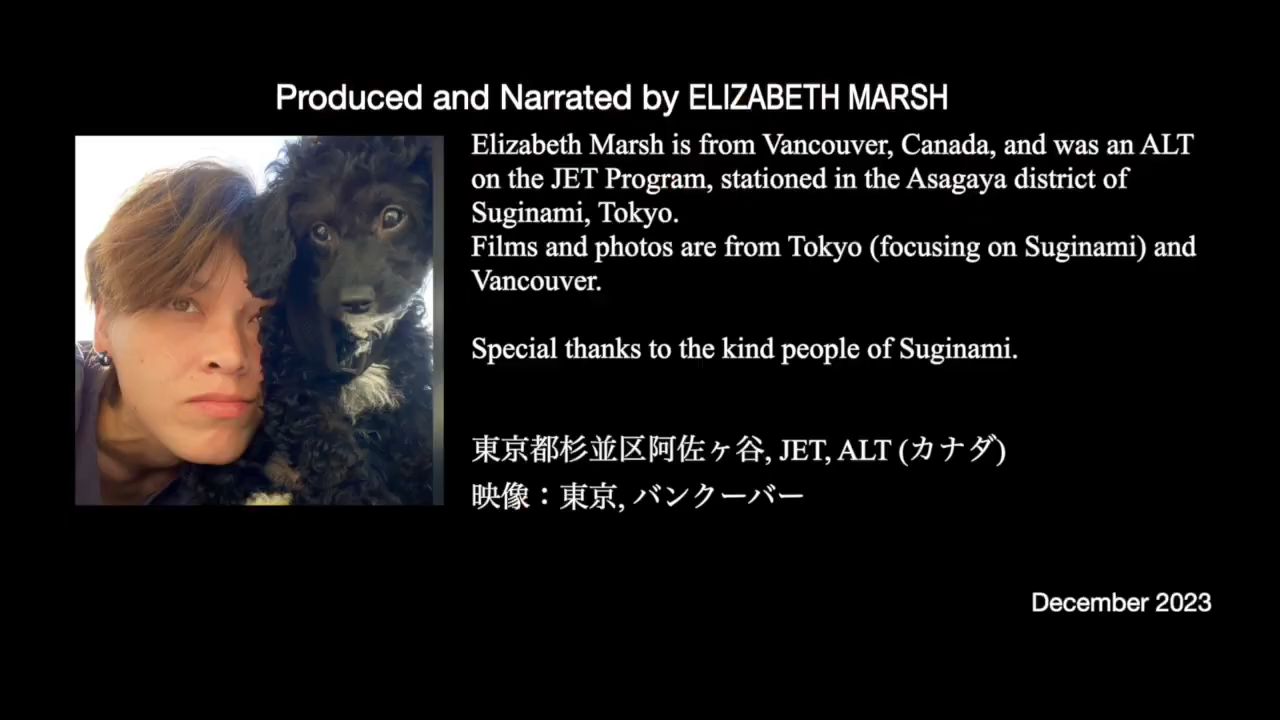 Produced and Narrated by ELIZABETH MARSH
Elizabeth Marsh is from Vancouver, Canada, and was an ALT
on the JET Program, stationed in the Asagaya district of
Suginami, Tokyo.
Films and photos are from Tokyo (focusing on Suginami) and
Vancouver.
Special thanks to the kind people of Suginami.
東京都杉並区阿佐ヶ谷, JET, ALT (カナダ)
映像：東京, バンクーバー
December 2023